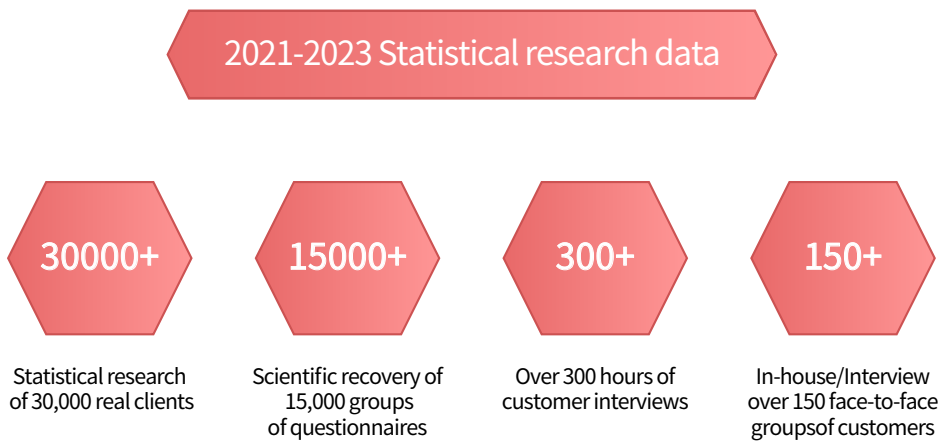 2021-2023 Statistical research data
30000+
15000+
300+
150+
Statistical research
of 30,000 real clients
Scientific recovery of
15,000 groups
of questionnaires
Over 300 hours of
customer interviews
In-house/Interview
over 150 face-to-face
groupsof customers